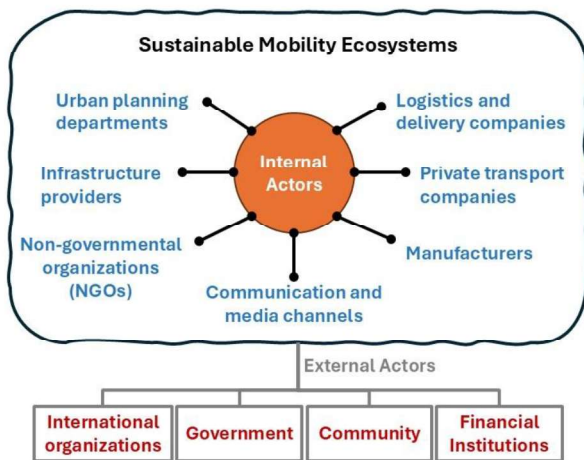 Sustainable Mobility Ecosystems
Urban planning
departments
Logistics and
delivery companies
Infrastructure
providers
Internal
Actors
Private transport
companies
Non-governmental
organizations
(NGOs)
Manufacturers
Communication and
media channels
External Actors
International
organizations
Government
Community
Financial
Institutions